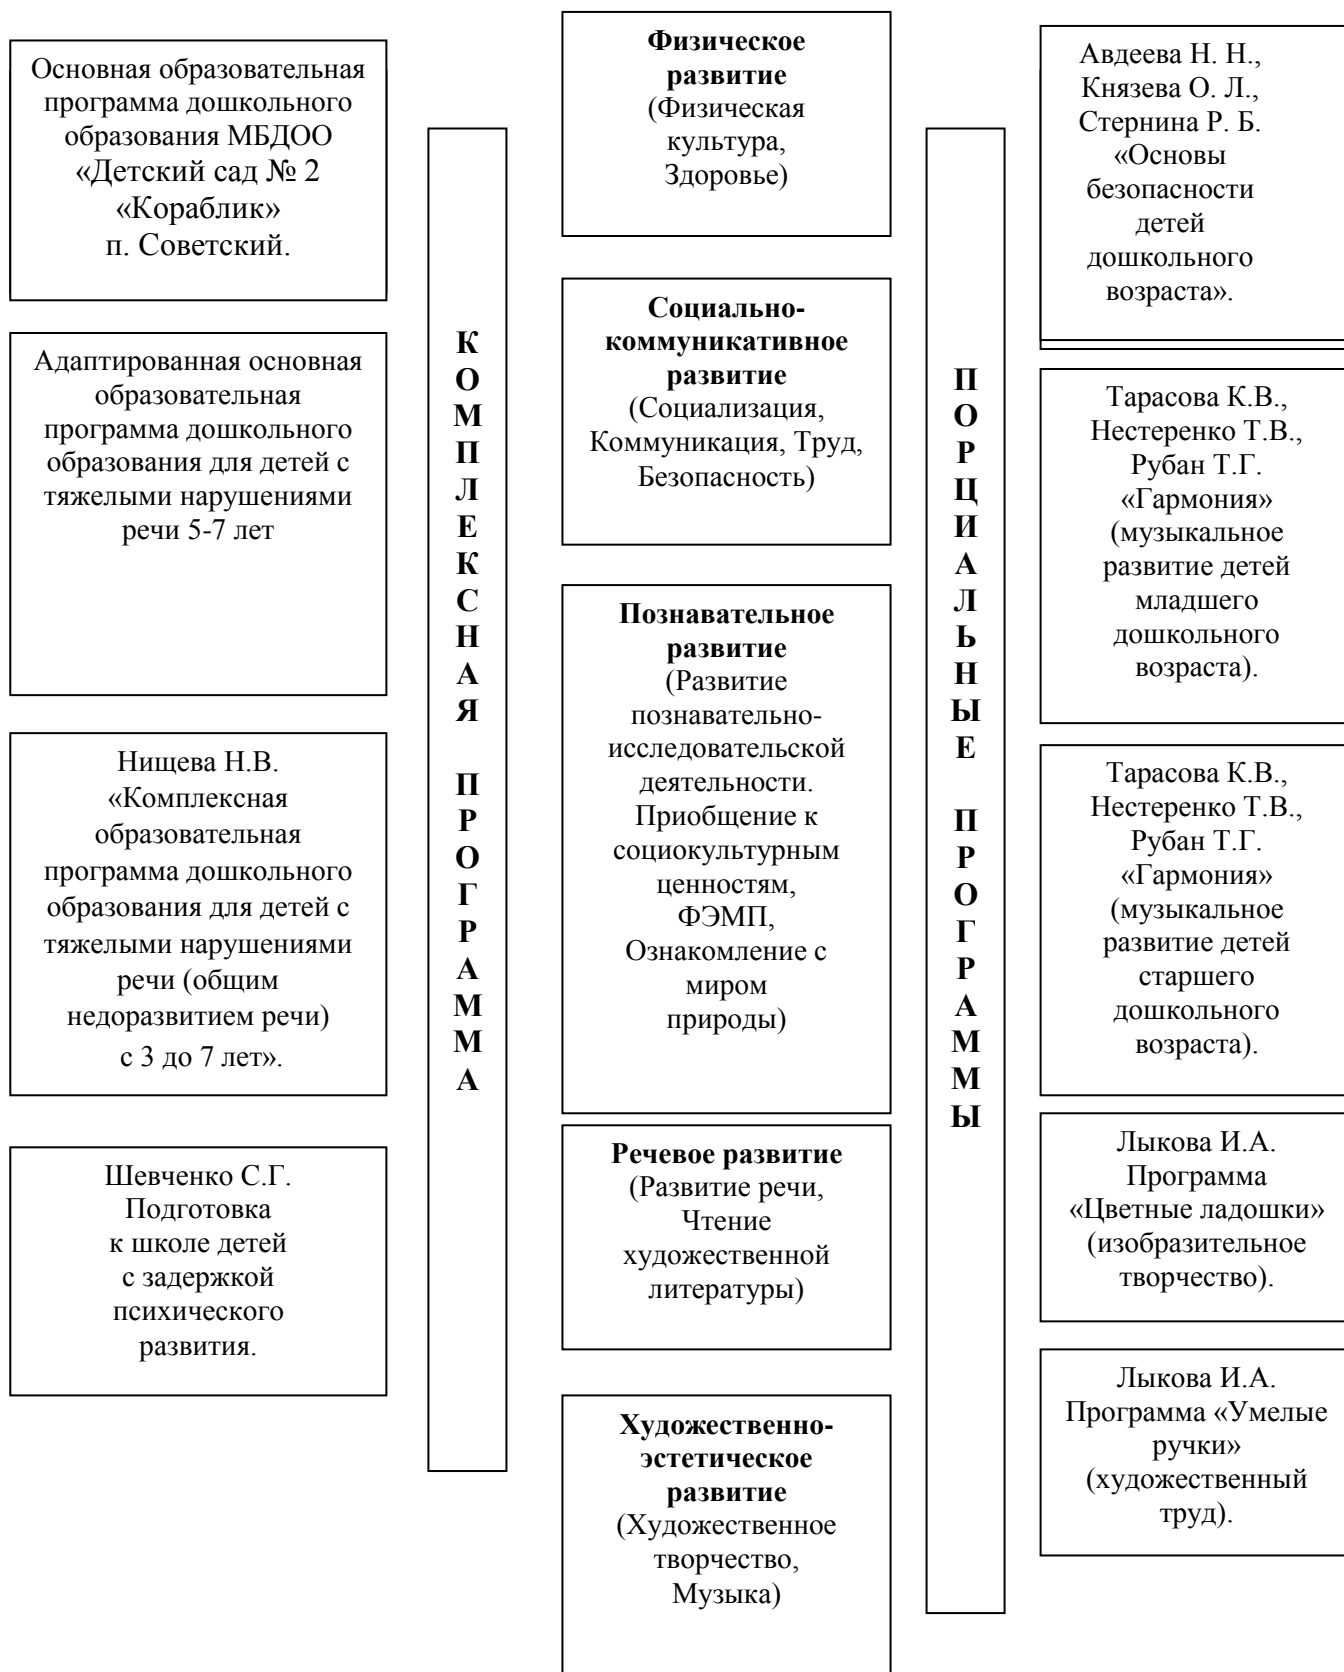 Основная образовательная
программа дошкольного
образования МБДОО
«Детский сад № 2
«Кораблик»
п. Советский.
Адаптированная основная
образовательная
программа дошкольного
образования для детей с
тяжелыми нарушениями
речи 5-7 лет
Нищева Н.В.
«Комплексная
образовательная
программа дошкольного
образования для детей с
тяжелыми нарушениями
речи (общим
недоразвитием речи)
с 3 до 7 лет».
Шевченко С.Г.
Подготовка
к школе детей
с задержкой
психического
развития.
КОМПЛЕКСНАЯ ПРОГРАММА
Физическое
развитие
(Физическая
культура,
Здоровье)
Социально-
коммуникативное
развитие
(Социализация,
Коммуникация, Труд,
Безопасность)
Познавательное
развитие
(Развитие
познавательно-
исследовательской
деятельности.
Приобщение к
социокультурным
ценностям,
ФЭМП,
Ознакомление с
миром
природы)
Речевое развитие
(Развитие речи,
Чтение
художественной
литературы)
Художественно-
эстетическое
развитие
(Художественное
творчество,
Музыка)
ПОРЦИАЛЬНЫЕ ПРОГРАММЫ
Авдеева Н. Н.,
Князева О. Л.,
Стернина Р. Б.
«Основы
безопасности
детей
дошкольного
возраста».
Тарасова К.В.,
Нестеренко Т.В.,
Рубан Т.Г.
«Гармония»
(музыкальное
развитие детей
младшего
дошкольного
возраста).
Тарасова К.В.,
Нестеренко Т.В.,
Рубан Т.Г.
«Гармония»
(музыкальное
развитие детей
старшего
дошкольного
возраста).
Лыкова И.А.
Программа
«Цветные ладошки»
(изобразительное
творчество).
Лыкова И.А.
Программа «Умелые
ручки»
(художественный
труд).